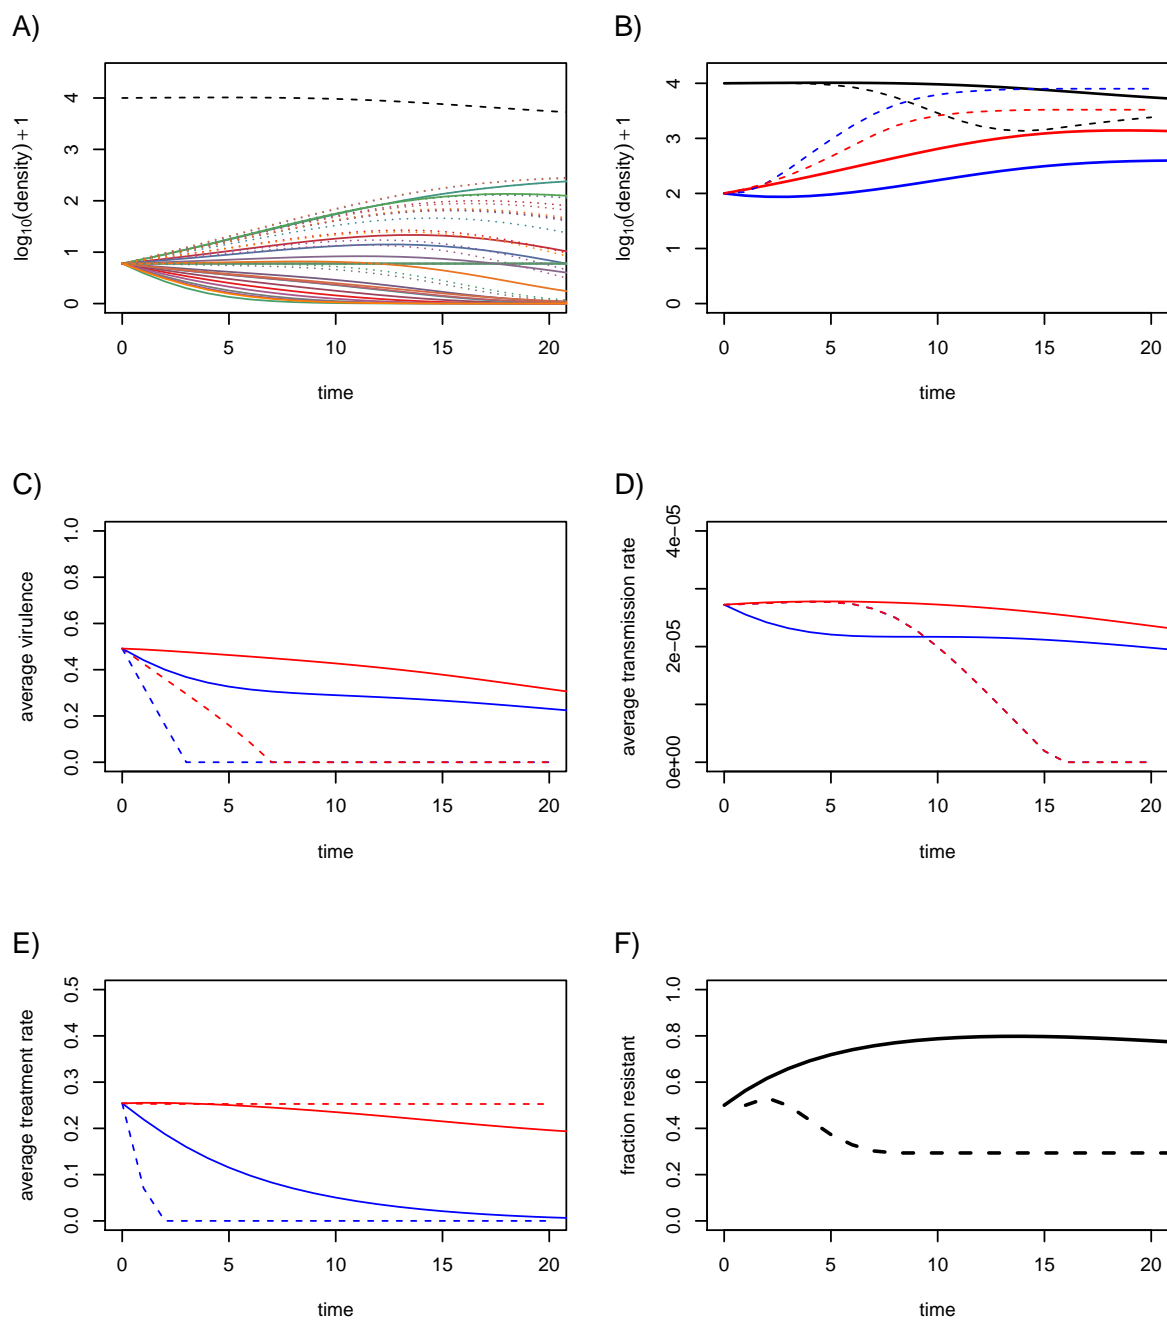 A)
log₁₀(density) + 1
0 1 2 3 4
0 5 10 15 20
time
B)
log₁₀(density) + 1
0 1 2 3 4
0 5 10 15 20
time
C)
average virulence
0.0 0.2 0.4 0.6 0.8 1.0
0 5 10 15 20
time
D)
average transmission rate
0e+00 2e−05 4e−05
0 5 10 15 20
time
E)
average treatment rate
0.0 0.1 0.2 0.3 0.4 0.5
0 5 10 15 20
time
F)
fraction resistant
0.0 0.2 0.4 0.6 0.8 1.0
0 5 10 15 20
time